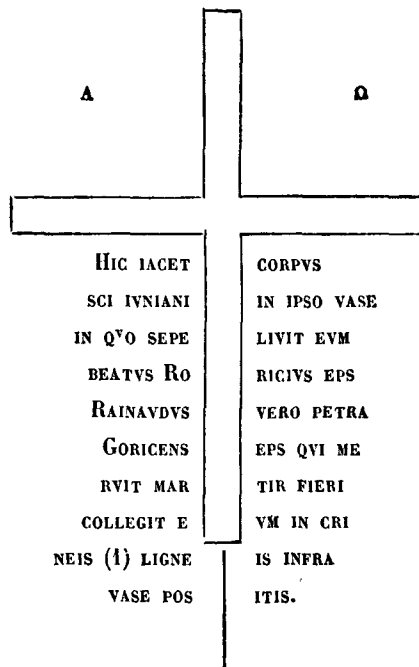 A Ω
HIC IACET CORPVS
SCI IVNIANI IN IPSO VASE
IN QVO SEPE LIVIT EVM
BEATVS RO RICIVS EPS
RAINAVDVS VERO PETRA
GORICENS EPS QVI ME
RVIT MAR TIR FIERI
COLLEGIT E VM IN CRI
NEIS (1) LIGNE IS INFRA
VASE POS ITIS.